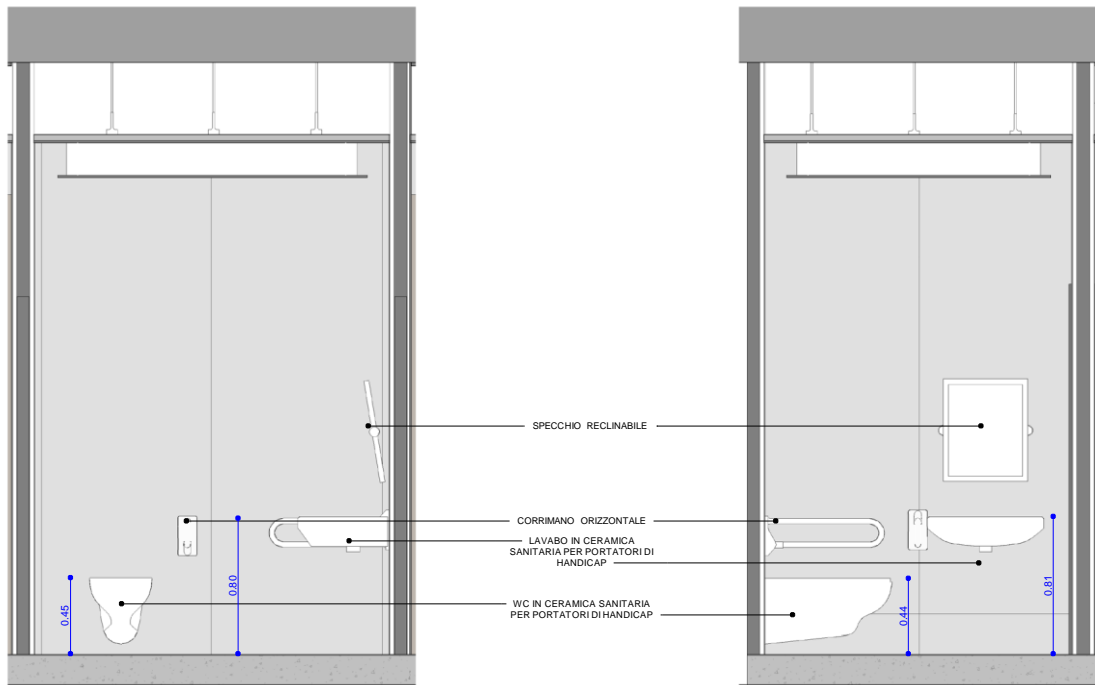 SPECCHIO RECLINABILE
CORRIMANO ORIZZONTALE
LAVABO IN CERAMICA
SANITARIA PER PORTATORI DI
HANDICAP
WC IN CERAMICA SANITARIA
PER PORTATORI DI HANDICAP
0.45
0.80
0.44
0.81